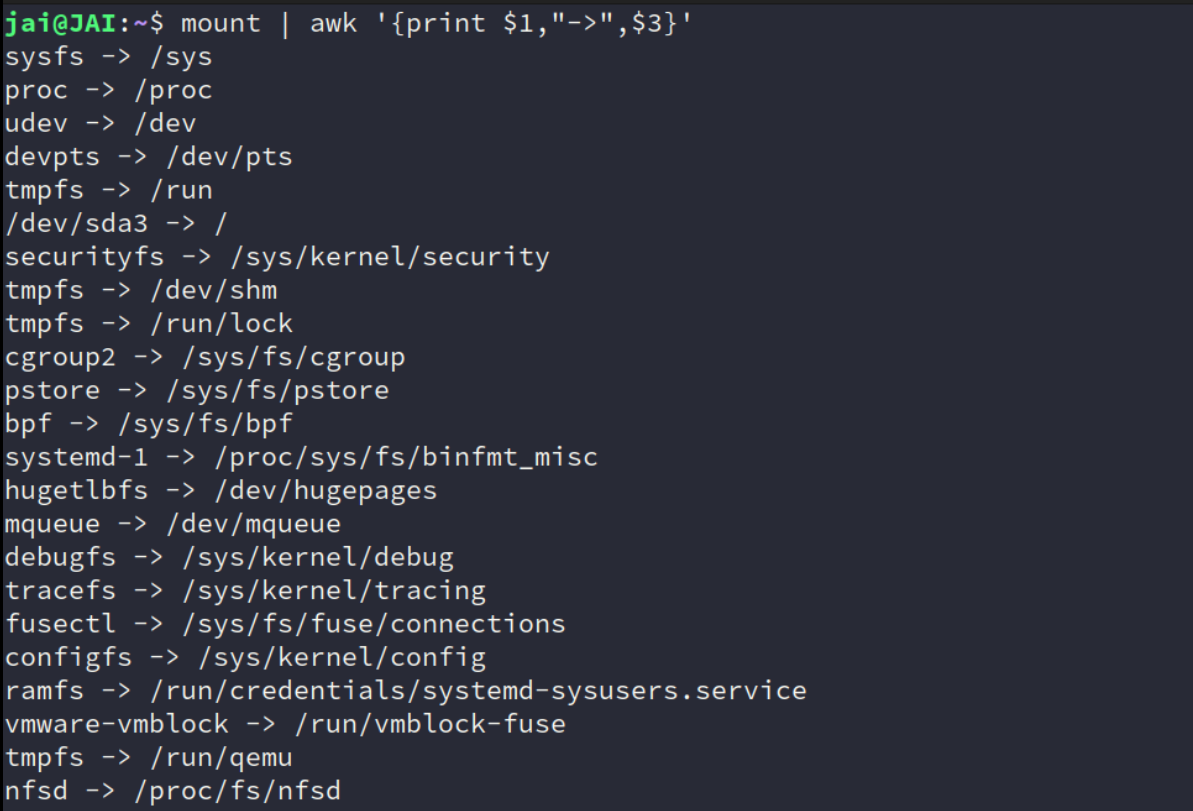 jai@JAI:~$ mount | awk '{print $1,"->",$3}'
sysfs -> /sys
proc -> /proc
udev -> /dev
devpts -> /dev/pts
tmpfs -> /run
/dev/sda3 -> /
securityfs -> /sys/kernel/security
tmpfs -> /dev/shm
tmpfs -> /run/lock
cgroup2 -> /sys/fs/cgroup
pstore -> /sys/fs/pstore
bpf -> /sys/fs/bpf
systemd-1 -> /proc/sys/fs/binfmt_misc
hugetlbfs -> /dev/hugepages
mqueue -> /dev/mqueue
debugfs -> /sys/kernel/debug
tracefs -> /sys/kernel/tracing
fusectl -> /sys/fs/fuse/connections
configfs -> /sys/kernel/config
ramfs -> /run/credentials/systemd-sysusers.service
vmware-vmblock -> /run/vmblock-fuse
tmpfs -> /run/qemu
nfsd -> /proc/fs/nfsd